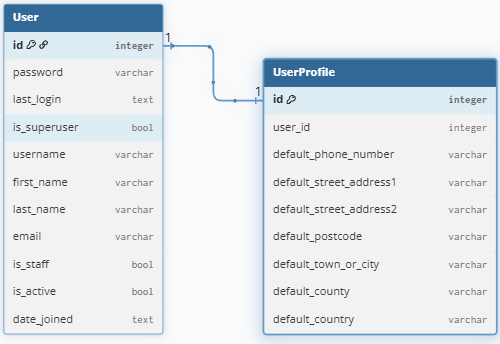 User
id integer
password varchar
last_login text
is_superuser bool
username varchar
first_name varchar
last_name varchar
email varchar
is_staff bool
is_active bool
date_joined text
1
1
UserProfile
id integer
user_id integer
default_phone_number varchar
default_street_address1 varchar
default_street_address2 varchar
default_postcode varchar
default_town_or_city varchar
default_county varchar
default_country varchar